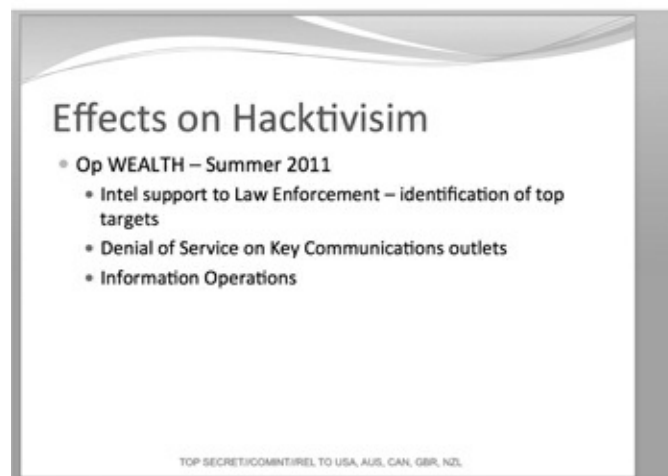 Effects on Hacktivisim
Op WEALTH – Summer 2011
Intel support to Law Enforcement – identification of top
targets
Denial of Service on Key Communications outlets
Information Operations
TOP SECRET//COMINT//REL TO USA, AUS, CAN, GBR, NZL